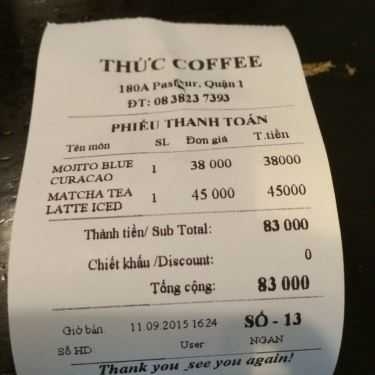 THỨC COFFEE
180A Pasteur, Quận 1
ĐT: 08 3823 7393
PHIẾU THANH TOÁN
Tên món SL Đơn giá T.tiền
MOJITO BLUE CURACAO 1 38 000 38000
MATCHA TEA LATTE ICED 1 45 000 45000
Thành tiền/ Sub Total: 83 000
Chiết khấu /Discount: 0
Tổng cộng: 83 000
Giờ bán 11.09.2015 16:24 SỐ - 13
Số HD User NGAN
Thank you see you again!